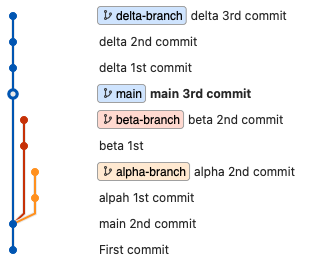 delta-branch delta 3rd commit
delta 2nd commit
delta 1st commit
main main 3rd commit
beta-branch beta 2nd commit
beta 1st
alpha-branch alpha 2nd commit
alpah 1st commit
main 2nd commit
First commit